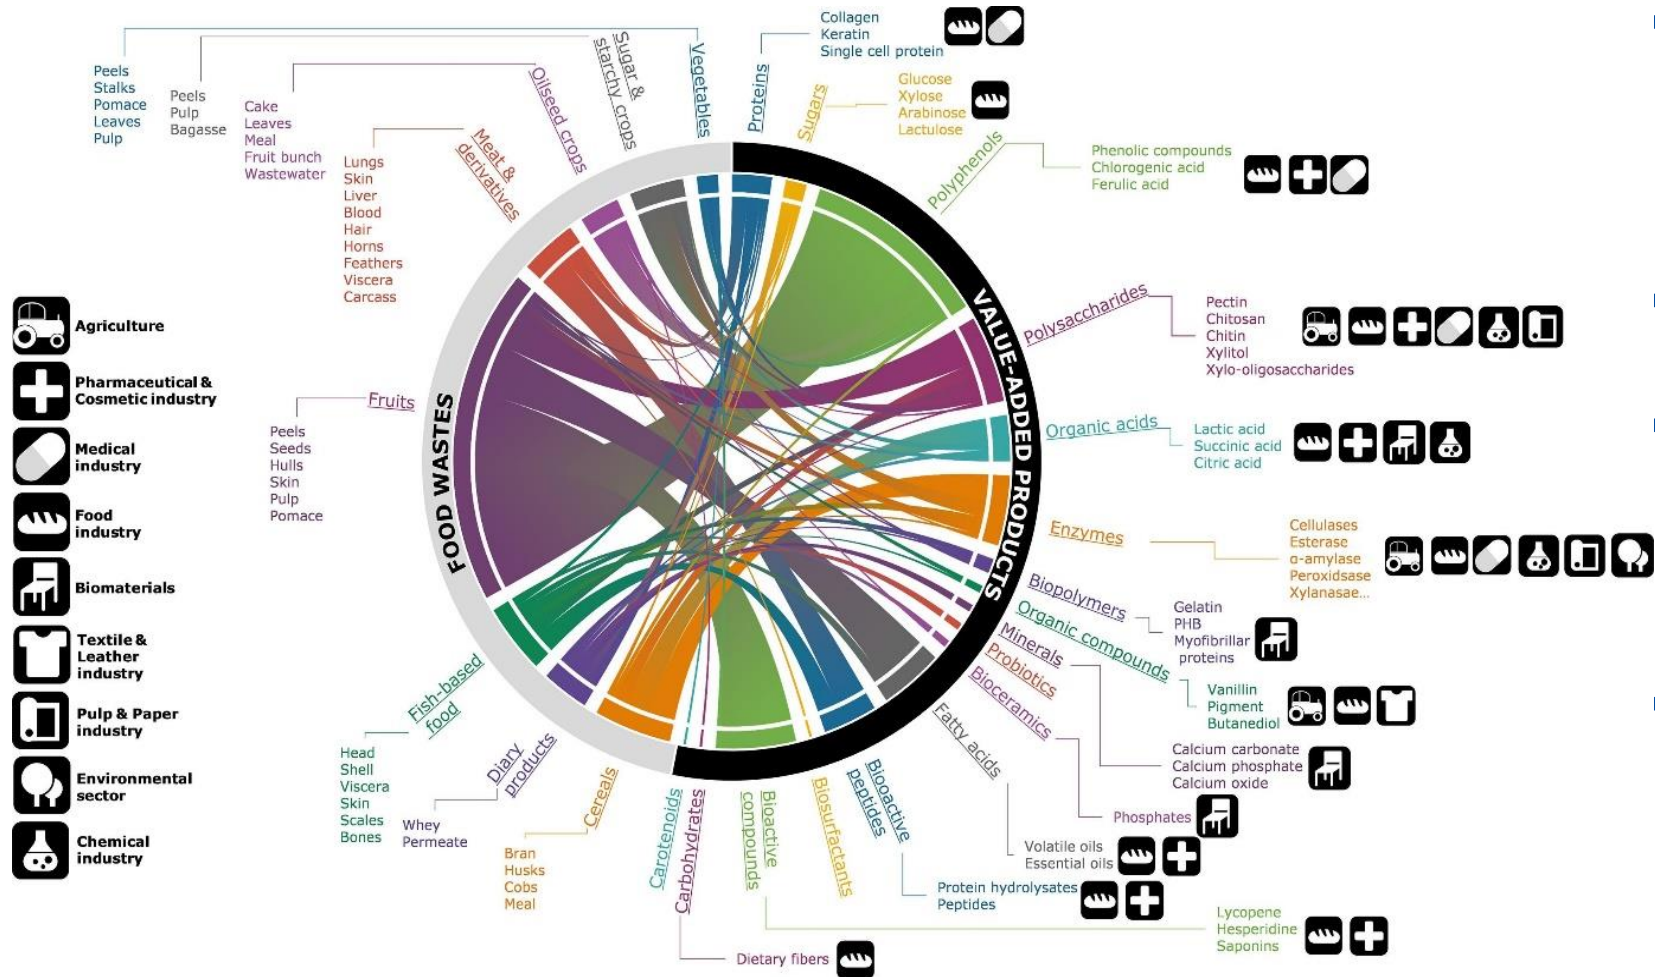 Collagen
Keratin
Single cell protein
Glucose
Xylose
Arabinose
Lactulose
Peels
Stalks
Pomace
Leaves
Pulp
Peels
Pulp
Bagasse
Cake
Leaves
Meal
Fruit bunch
Wastewater
Lungs
Skin
Liver
Blood
Hair
Horns
Feathers
Viscera
Carcass
Meat &
derivatives
Oilseed crops
Sugar &
starchy crops
Vegetables
Proteins
Sugars
Polyphenols
Phenolic compounds
Chlorogenic acid
Ferulic acid
Polysaccharides
Pectin
Chitosan
Chitin
Xylitol
Xylo-oligosaccharides
Organic acids
Lactic acid
Succinic acid
Citric acid
Enzymes
Cellulases
Esterase
α-amylase
Peroxidsase
Xylanasae...
Biopolymers
Gelatin
PHB
Myofibrillar
proteins
Organic compounds
Vanillin
Pigment
Butanediol
Minerals
Calcium carbonate
Calcium phosphate
Calcium oxide
Probiotics
Bioceramics
Phosphates
Fatty acids
Volatile oils
Essential oils
Bioactive
peptides
Protein hydrolysates
Peptides
Biosurfactants
Bioactive
compounds
Lycopene
Hesperidine
Saponins
Carbohydrates
Dietary fibers
Carotenoids
Cereals
Bran
Husks
Cobs
Meal
Diary
products
Whey
Permeate
Fish-based
food
Head
Shell
Viscera
Skin
Scales
Bones
Fruits
Peels
Seeds
Hulls
Skin
Pulp
Pomace
FOOD WASTES
VALUE-ADDED PRODUCTS
Agriculture
Pharmaceutical &
Cosmetic industry
Medical
industry
Food
industry
Biomaterials
Textile &
Leather
industry
Pulp & Paper
industry
Environmental
sector
Chemical
industry